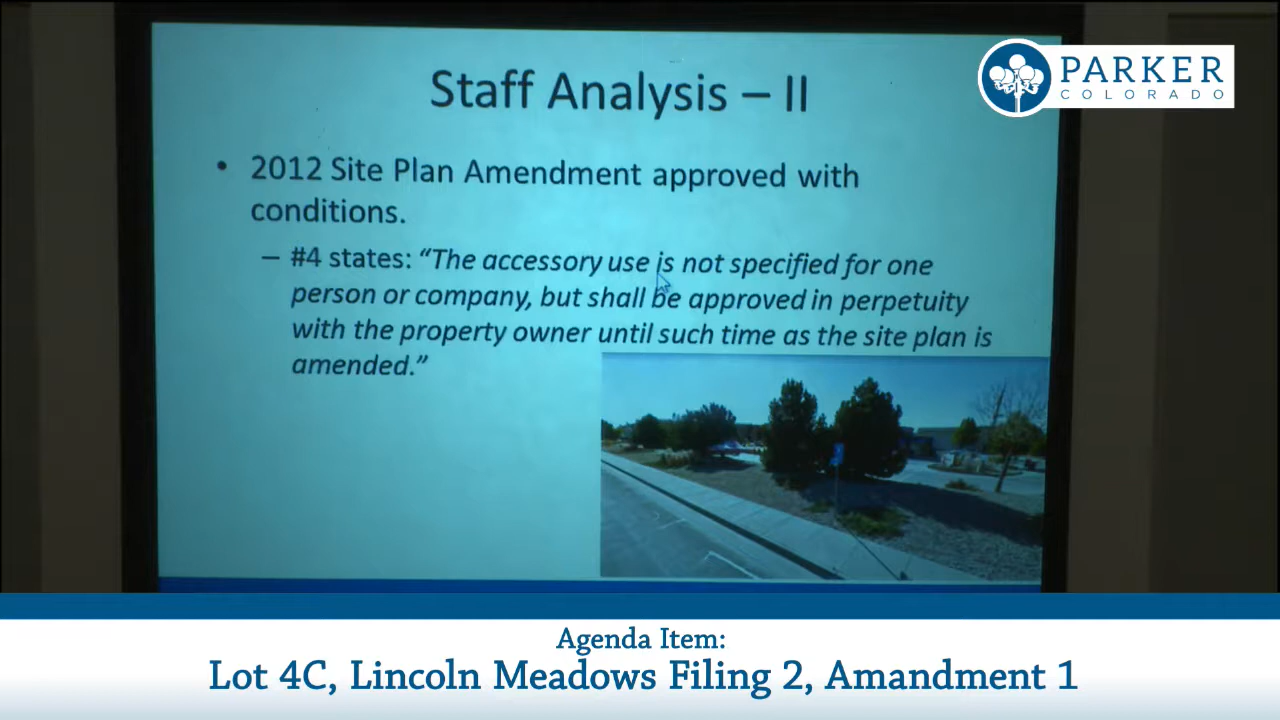 Staff Analysis – II
PARKER
COLORADO
• 2012 Site Plan Amendment approved with
conditions.
– #4 states: “The accessory use is not specified for one
person or company, but shall be approved in perpetuity
with the property owner until such time as the site plan is
amended.”
Agenda Item:
Lot 4C, Lincoln Meadows Filing 2, Amandment 1